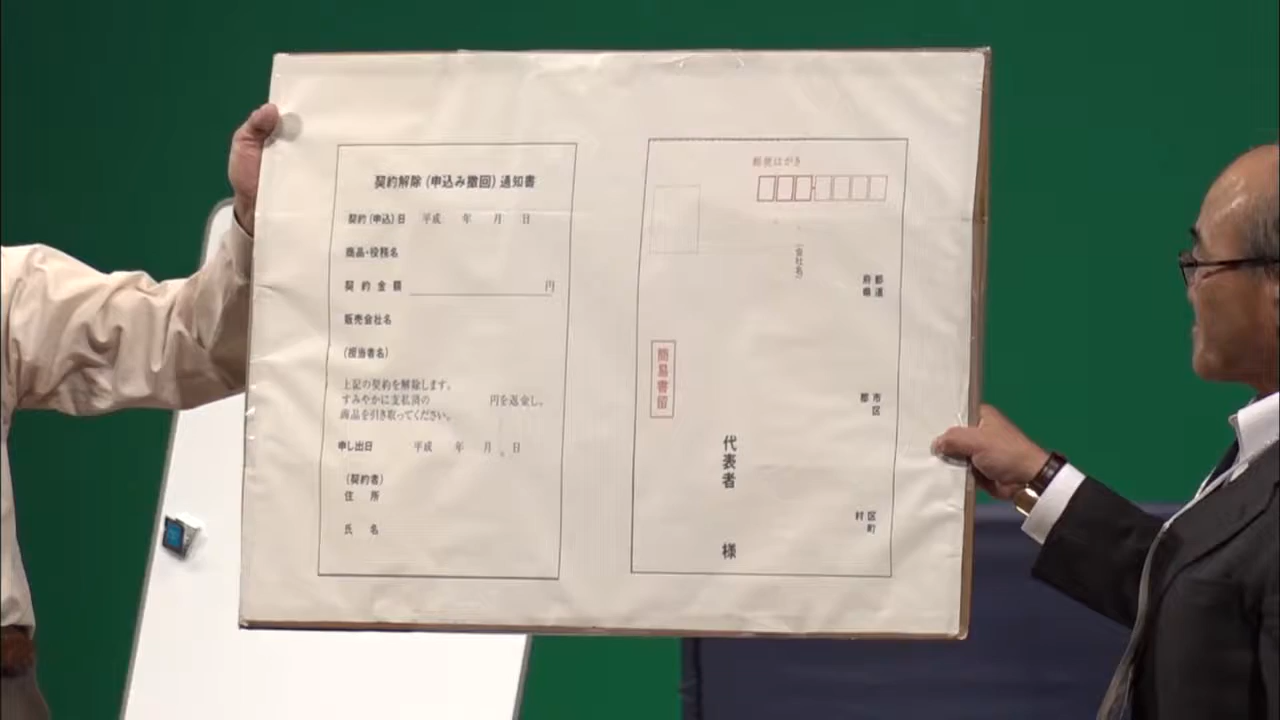 契約解除(申込み撤回)通知書
契約(申込)日 平成 年 月 日
商品・役務名
契約金額 円
販売会社名
(担当者名)
上記の契約を解除します。
すみやかに支払済の 円を返金し、
商品を引き取ってください。
申し出日 平成 年 月 日
(契約者)
住所
氏名
郵便はがき
都道
府県
市区
郡
区町
村
(会社名)
代表者 様
簡易書留